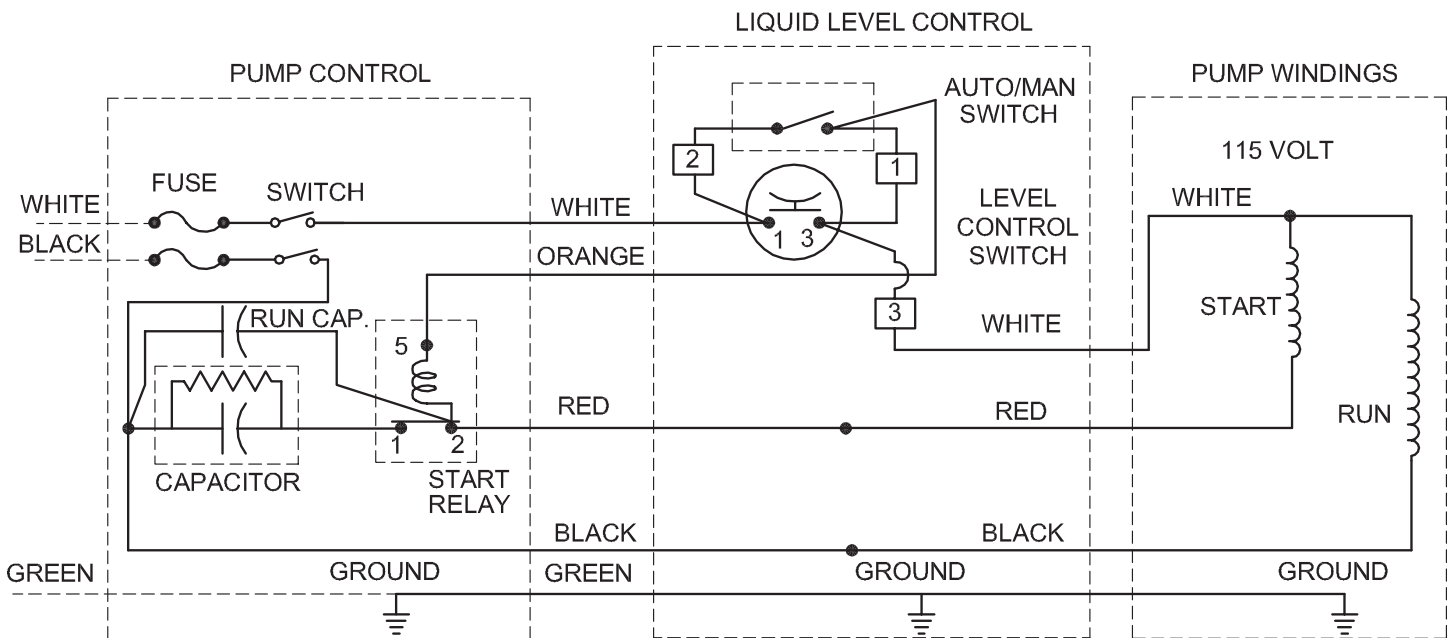 LIQUID LEVEL CONTROL
PUMP CONTROL
PUMP WINDINGS
AUTO/MAN
SWITCH
2
1
115 VOLT
FUSE
SWITCH
WHITE
WHITE
WHITE
LEVEL
CONTROL
SWITCH
1 3
BLACK
ORANGE
3
START
RUN CAP.
WHITE
5
RED
RED
RUN
1
2
CAPACITOR
START
RELAY
BLACK
BLACK
GREEN
GROUND
GREEN
GROUND
GROUND